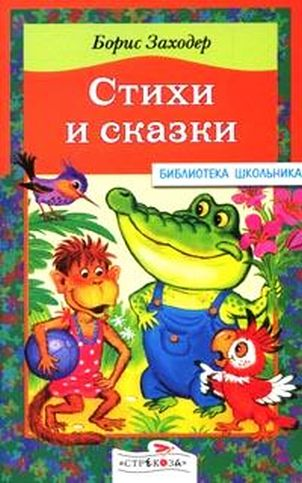 Борис Заходер
Стихи
и сказки
БИБЛИОТЕКА ШКОЛЬНИКА
«СТРЕКОЗА»